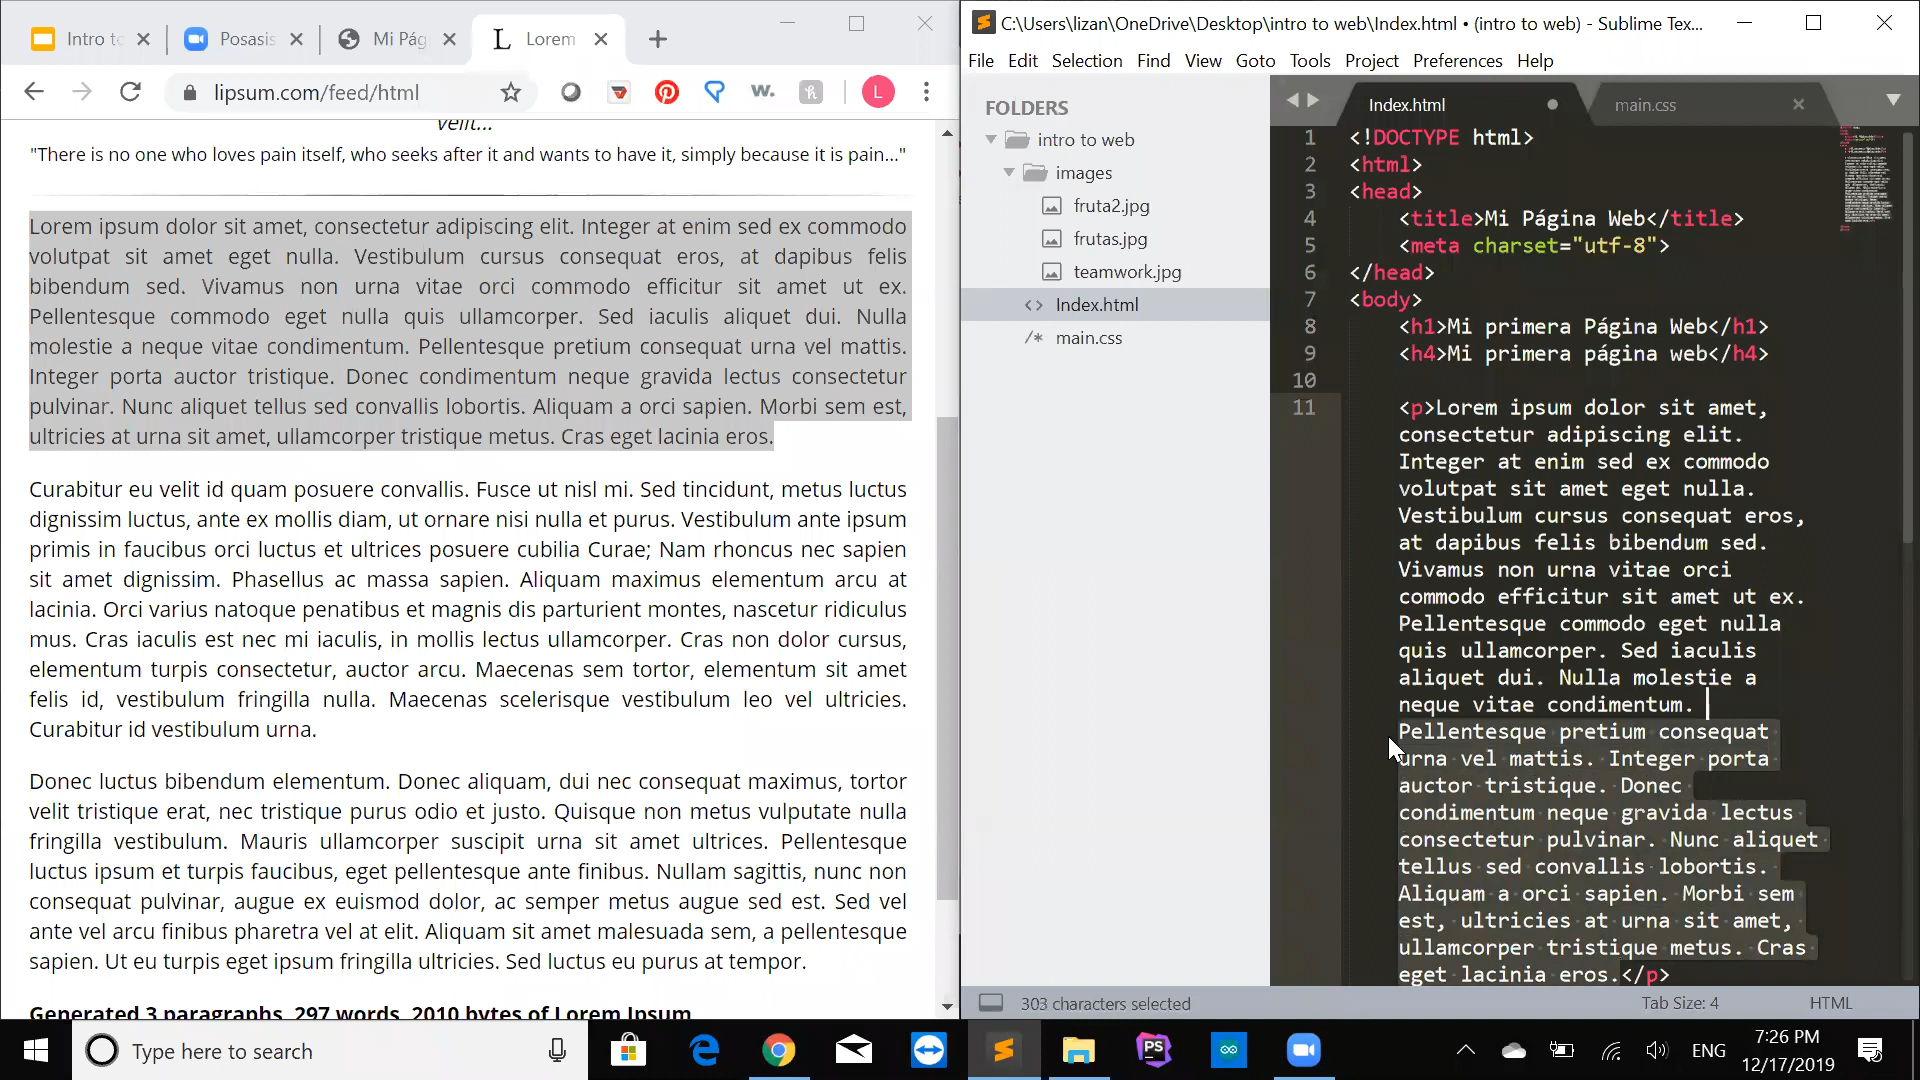 Intro to
Posasis
Mi Pág
Lorem
lipsum.com/feed/html
L
velit..."
"There is no one who loves pain itself, who seeks after it and wants to have it, simply because it is pain..."
Lorem ipsum dolor sit amet, consectetur adipiscing elit. Integer at enim sed ex commodo
volutpat sit amet eget nulla. Vestibulum cursus consequat eros, at dapibus felis
bibendum sed. Vivamus non urna vitae orci commodo efficitur sit amet ut ex.
Pellentesque commodo eget nulla quis ullamcorper. Sed iaculis aliquet dui. Nulla
molestie a neque vitae condimentum. Pellentesque pretium consequat urna vel mattis.
Integer porta auctor tristique. Donec condimentum neque gravida lectus consectetur
pulvinar. Nunc aliquet tellus sed convallis lobortis. Aliquam a orci sapien. Morbi sem est,
ultricies at urna sit amet, ullamcorper tristique metus. Cras eget lacinia eros.
Curabitur eu velit id quam posuere convallis. Fusce ut nisl mi. Sed tincidunt, metus luctus
dignissim luctus, ante ex mollis diam, ut ornare nisi nulla et purus. Vestibulum ante ipsum
primis in faucibus orci luctus et ultrices posuere cubilia Curae; Nam rhoncus nec sapien
sit amet dignissim. Phasellus ac massa sapien. Aliquam maximus elementum arcu at
lacinia. Orci varius natoque penatibus et magnis dis parturient montes, nascetur ridiculus
mus. Cras iaculis est nec mi iaculis, in mollis lectus ullamcorper. Cras non dolor cursus,
elementum turpis consectetur, auctor arcu. Maecenas sem tortor, elementum sit amet
felis id, vestibulum fringilla nulla. Maecenas scelerisque vestibulum leo vel ultricies.
Curabitur id vestibulum urna.
Donec luctus bibendum elementum. Donec aliquam, dui nec consequat maximus, tortor
velit tristique erat, nec tristique purus odio et justo. Quisque non metus vulputate nulla
fringilla vestibulum. Mauris ullamcorper suscipit urna sit amet ultrices. Pellentesque
luctus ipsum et turpis faucibus, eget pellentesque ante finibus. Nullam sagittis, nunc non
consequat pulvinar, augue ex euismod dolor, ac semper metus augue sed est. Sed vel
ante vel arcu finibus pharetra vel at elit. Aliquam sit amet malesuada sem, a pellentesque
sapien. Ut eu turpis eget ipsum fringilla ultricies. Sed luctus eu purus at tempor.
Generated 3 paragraphs, 297 words, 2010 bytes of Lorem Ipsum
C:\Users\lizan\OneDrive\Desktop\intro to web\Index.html • (intro to web) - Sublime Tex...
File Edit Selection Find View Goto Tools Project Preferences Help
FOLDERS
intro to web
images
fruta2.jpg
frutas.jpg
teamwork.jpg
Index.html
main.css
Index.html
main.css
1 <!DOCTYPE html>
2 <html>
3 <head>
4 <title>Mi Página Web</title>
5 <meta charset="utf-8">
6 </head>
7 <body>
8 <h1>Mi primera Página Web</h1>
9 <h4>Mi primera página web</h4>
10
11 <p>Lorem ipsum dolor sit amet,
consectetur adipiscing elit.
Integer at enim sed ex commodo
volutpat sit amet eget nulla.
Vestibulum cursus consequat eros,
at dapibus felis bibendum sed.
Vivamus non urna vitae orci
commodo efficitur sit amet ut ex.
Pellentesque commodo eget nulla
quis ullamcorper. Sed iaculis
aliquet dui. Nulla molestie a
neque vitae condimentum.
Pellentesque pretium consequat
urna vel mattis. Integer porta
auctor tristique. Donec
condimentum neque gravida lectus
consectetur pulvinar. Nunc aliquet
tellus sed convallis lobortis.
Aliquam a orci sapien. Morbi sem
est, ultricies at urna sit amet,
ullamcorper tristique metus. Cras
eget lacinia eros.</p>
303 characters selected
Tab Size: 4
HTML
Type here to search
ENG
7:26 PM
12/17/2019